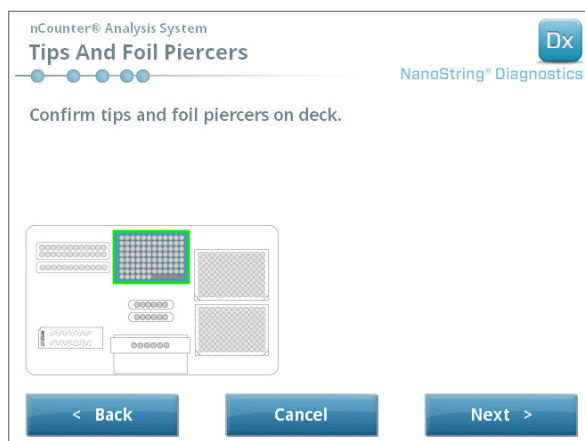 nCounter® Analysis System
Tips And Foil Piercers
Dx
NanoString® Diagnostics
Confirm tips and foil piercers on deck.
< Back
Cancel
Next >